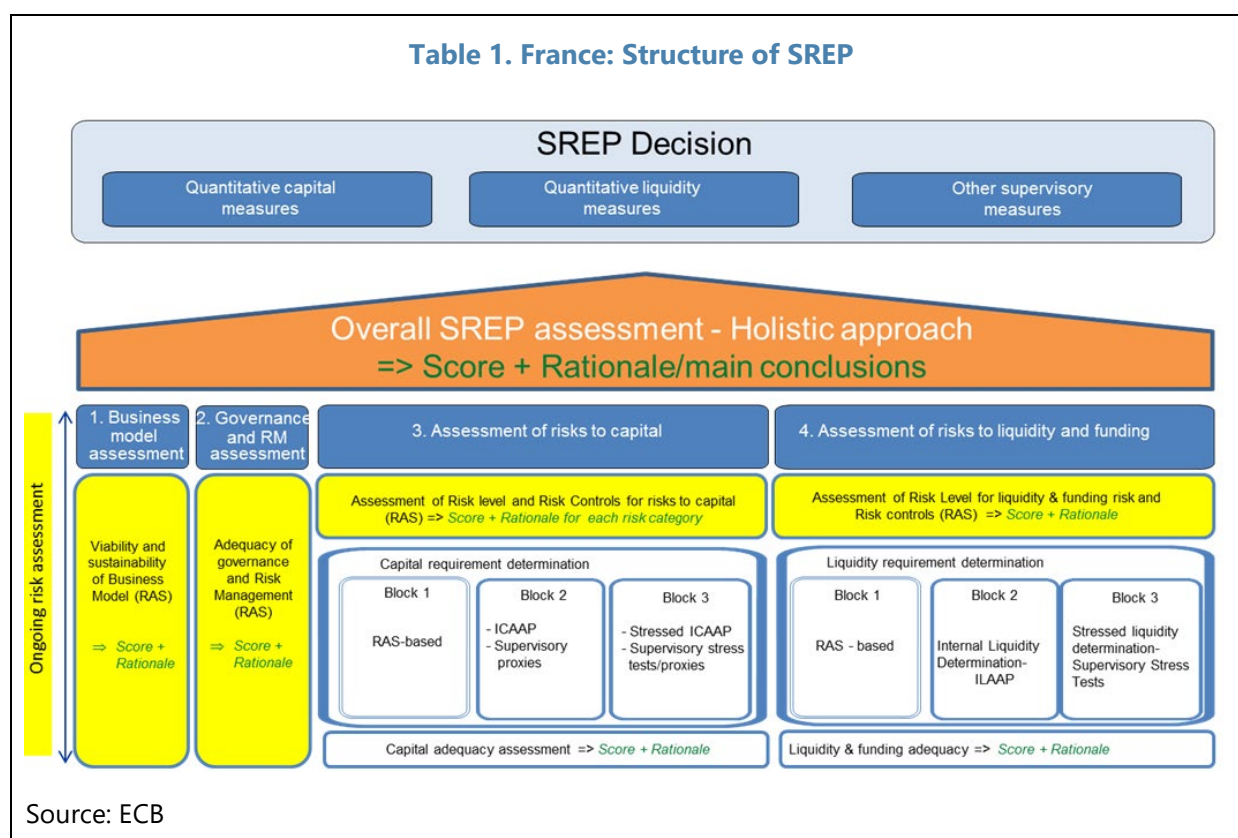 Table 1. France: Structure of SREP
SREP Decision
Quantitative capital
measures
Quantitative liquidity
measures
Other supervisory
measures
Overall SREP assessment - Holistic approach
=> Score + Rationale/main conclusions
Ongoing risk assessment
1. Business
model
assessment
2. Governance
and RM
assessment
3. Assessment of risks to capital
4. Assessment of risks to liquidity and funding
Viability and
sustainability
of Business
Model (RAS)
⇒ Score +
Rationale
Adequacy of
governance
and Risk
Management
(RAS)
⇒ Score +
Rationale
Assessment of Risk level and Risk Controls for risks to capital
(RAS) => Score + Rationale for each risk category
Capital requirement determination
Block 1
RAS-based
Block 2
- ICAAP
- Supervisory
proxies
Block 3
- Stressed ICAAP
- Supervisory stress
tests/proxies
Capital adequacy assessment => Score + Rationale
Assessment of Risk Level for liquidity & funding risk and
Risk controls (RAS) => Score + Rationale
Liquidity requirement determination
Block 1
RAS - based
Block 2
Internal Liquidity
Determination-
ILAAP
Block 3
Stressed liquidity
determination-
Supervisory Stress
Tests
Liquidity & funding adequacy => Score + Rationale
Source: ECB